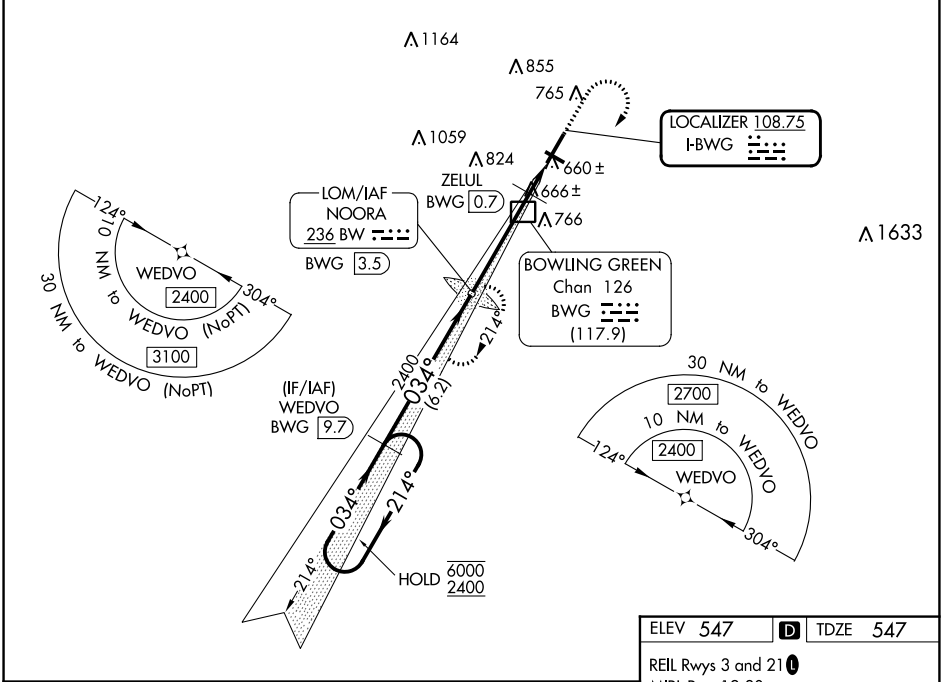 1164
855
765
LOCALIZER 108.75
I-BWG
1059
824
660 ±
ZELUL
BWG 0.7
666 ±
766
1633
LOM/IAF
NOORA
236 BW
BWG 3.5
BOWLING GREEN
Chan 126
BWG
(117.9)
124°
WEDVO
2400
304°
10 NM to WEDVO (NoPT)
3100
30 NM to WEDVO (NoPT)
214°
2400
034°
(6.2)
(IF/IAF)
WEDVO
BWG 9.7
034°
214°
214°
HOLD 6000
2400
30 NM to WEDVO
2700
10 NM to WEDVO
2400
124°
WEDVO
304°
ELEV 547 D TDZE 547
REIL Rwys 3 and 21 L